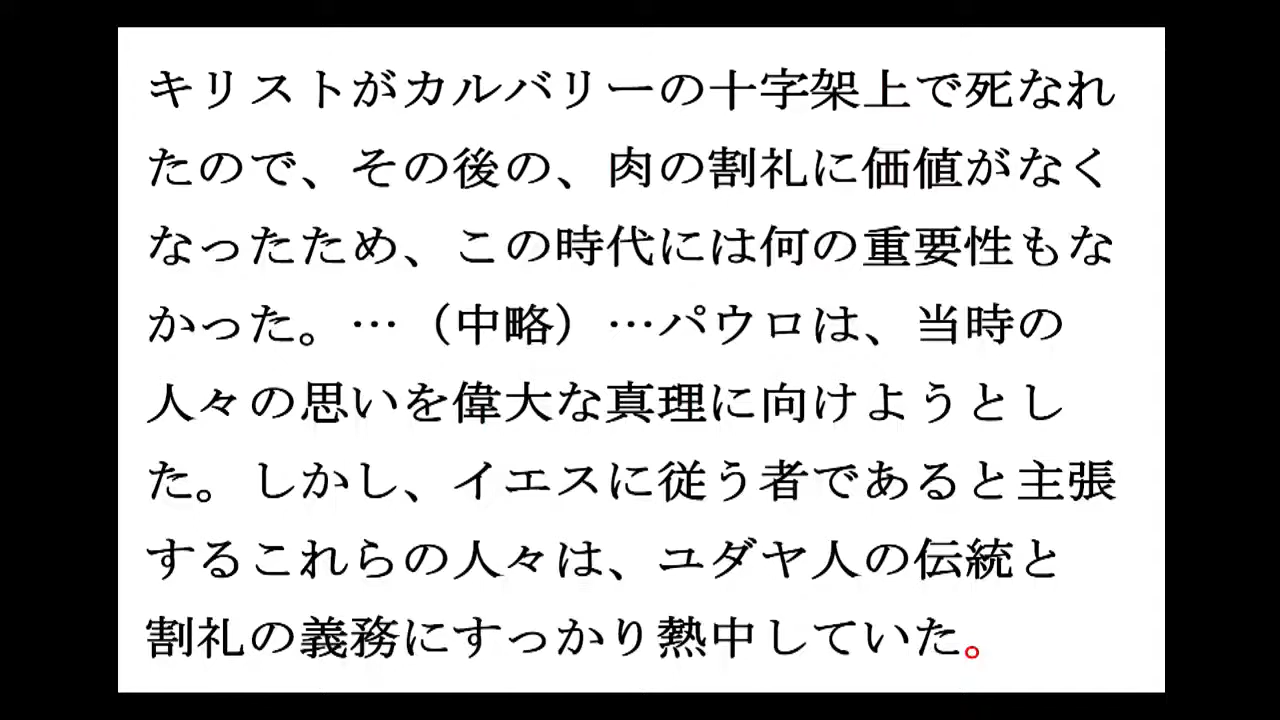 キリストがカルバリーの十字架上で死なれ
たので、その後の、肉の割礼に価値がなく
なったため、この時代には何の重要性もな
かった。…（中略）…パウロは、当時の
人々の思いを偉大な真理に向けようとし
た。しかし、イエスに従う者であると主張
するこれらの人々は、ユダヤ人の伝統と
割礼の義務にすっかり熱中していた。